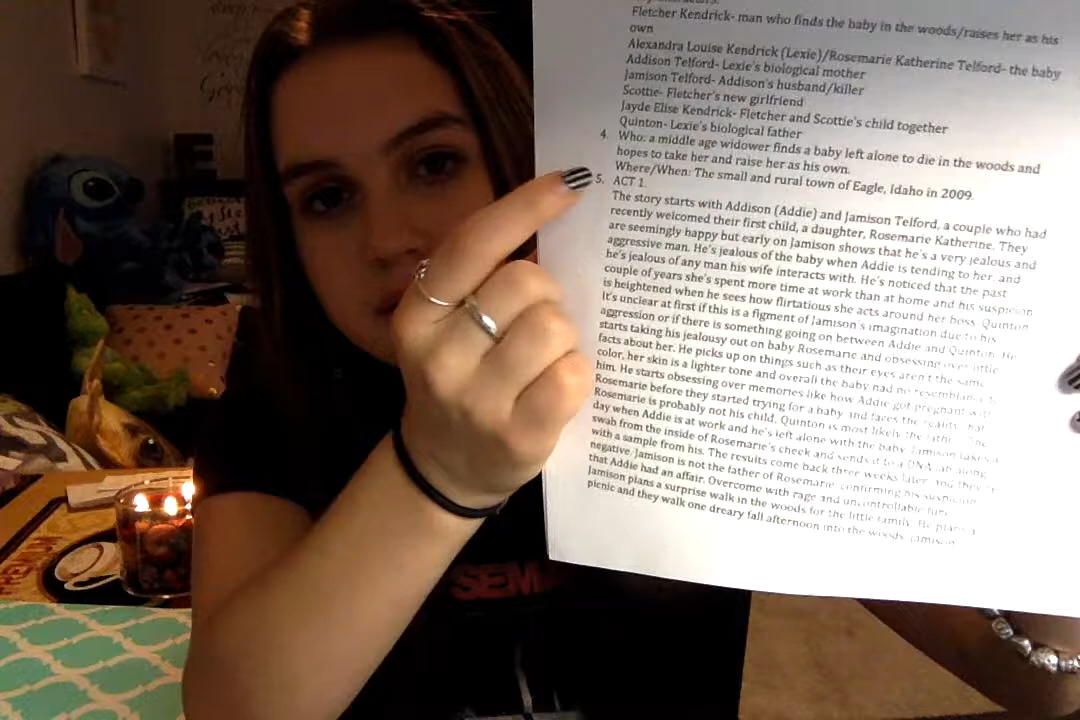 Fletcher Kendrick- man who finds the baby in the woods/raises her as his
own
Alexandra Louise Kendrick (Lexie)/Rosemarie Katherine Telford- the baby
Addison Telford- Lexie's biological mother
Jamison Telford- Addison's husband/killer
Scottie- Fletcher's new girlfriend
Jayde Elise Kendrick- Fletcher and Scottie's child together
Quinton- Lexie's biological father
4. Who: a middle age widower finds a baby left alone to die in the woods and
hopes to take her and raise her as his own.
Where/When: The small and rural town of Eagle, Idaho in 2009.
5. ACT 1.
The story starts with Addison (Addie) and Jamison Telford, a couple who had
recently welcomed their first child, a daughter, Rosemarie Katherine. They
are seemingly happy but early on Jamison shows that he's a very jealous and
aggressive man. He's jealous of the baby when Addie is tending to her, and
he's jealous of any man his wife interacts with. He's noticed that the past
couple of years she's spent more time at work than at home and his suspicion
is heightened when he sees how flirtatious she acts around her boss, Quinton
It's unclear at first if this is a figment of Jamison's imagination due to his
aggression or if there is something going on between Addie and Quinton. He
starts taking his jealousy out on baby Rosemarie and obsessing over little
facts about her. He picks up on things such as their eyes aren't the same
color, her skin is a lighter tone and overall the baby had no resemblance to
him. He starts obsessing over memories like how Addie got pregnant with
Rosemarie before they started trying for a baby and faces the reality that
Rosemarie is probably not his child, Quinton is most likely the father. One
day when Addie is at work and he's left alone with the baby, Jamison takes a
swab from the inside of Rosemarie's cheek and sends it to a DNA lab along
with a sample from his. The results come back three weeks later and they're
negative. Jamison is not the father of Rosemarie, confirming his suspicion
that Addie had an affair. Overcome with rage and uncontrollable fury
Jamison plans a surprise walk in the woods for the little family. He plans a
picnic and they walk one dreary fall afternoon into the woods. Jamison
SEM